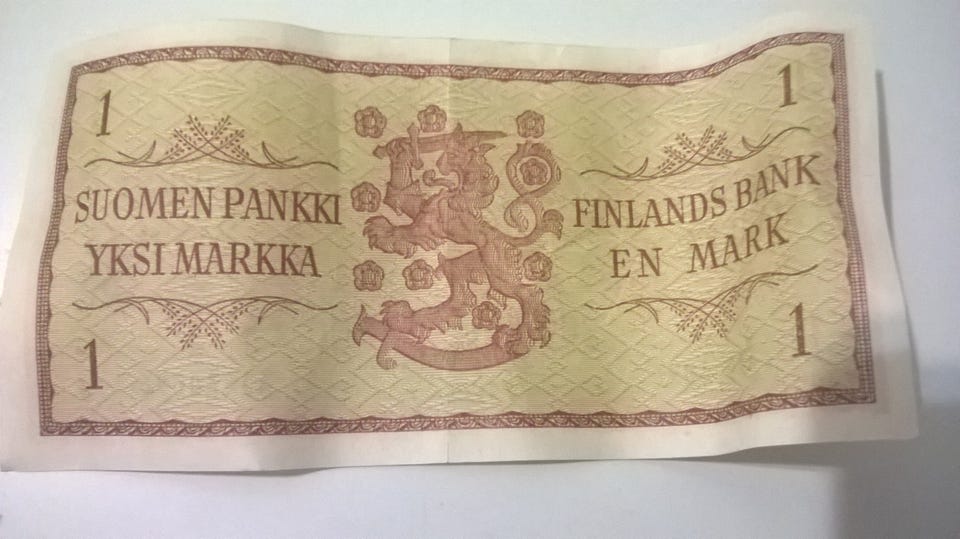 1
1
SUOMEN PANKKI
YKSI MARKKA
FINLANDS BANK
EN MARK
1
1